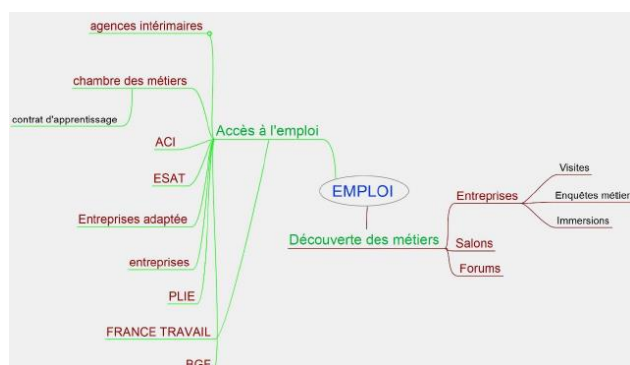 agences intérimaires
chambre des métiers
contrat d'apprentissage
ACI
ESAT
Entreprises adaptée
entreprises
PLIE
FRANCE TRAVAIL
Accès à l'emploi
EMPLOI
Découverte des métiers
Entreprises
Visites
Enquêtes métier
Immersions
Salons
Forums